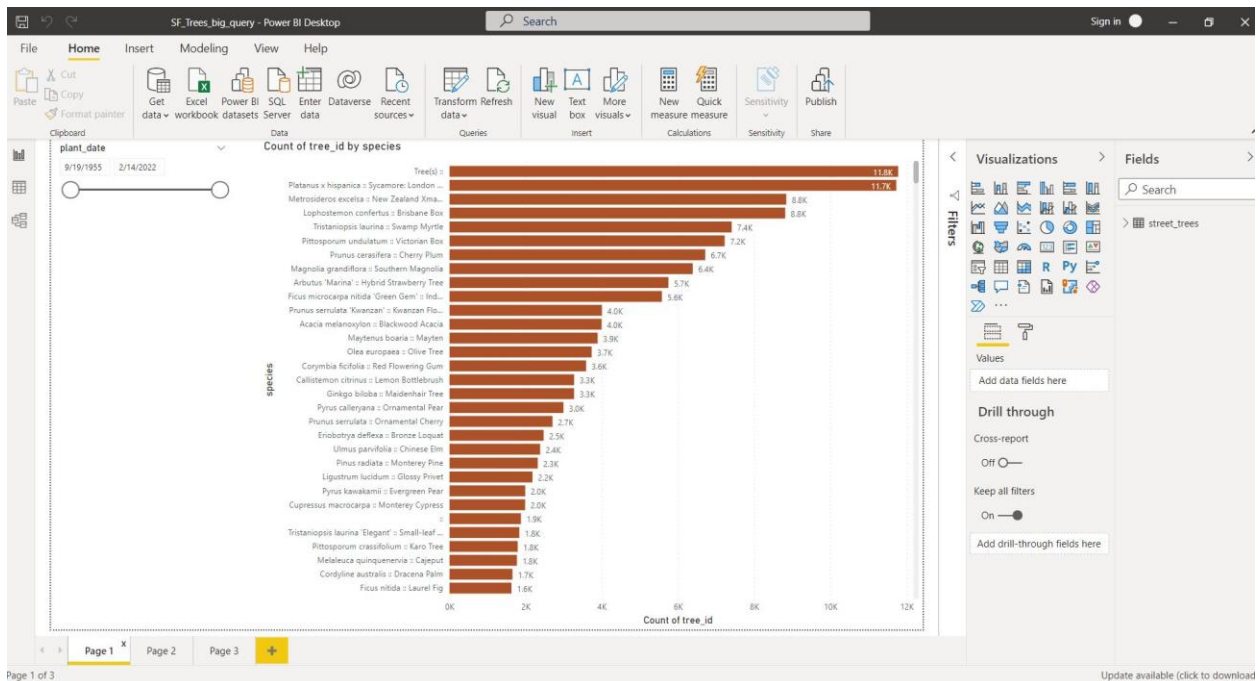 SF_Trees_big_query - Power BI Desktop
Search
Sign in
File Home Insert Modeling View Help
Paste
Cut
Copy
Format painter
Get data
Excel workbook
Power BI datasets
SQL Server
Enter data
Dataverse
Recent sources
Transform data
Refresh
New visual
Text box
More visuals
New measure
Quick measure
Sensitivity
Publish
Clipboard
Data
Queries
Insert
Calculations
Sensitivity
Share
plant_date
9/19/1955 2/14/2022
Count of tree_id by species
species
Tree(s) :: 11.8K
Platanus x hispanica :: Sycamore: London ... 11.7K
Metrosideros excelsa :: New Zealand Xma... 8.8K
Lophostemon confertus :: Brisbane Box 8.8K
Tristaniopsis laurina :: Swamp Myrtle 7.4K
Pittosporum undulatum :: Victorian Box 7.2K
Prunus cerasifera :: Cherry Plum 6.7K
Magnolia grandiflora :: Southern Magnolia 6.4K
Arbutus 'Marina' :: Hybrid Strawberry Tree 5.7K
Ficus microcarpa nitida 'Green Gem' :: Ind... 5.6K
Prunus serrulata 'Kwanzan' :: Kwanzan Flo... 4.0K
Acacia melanoxylon :: Blackwood Acacia 4.0K
Maytenus boaria :: Mayten 3.9K
Olea europaea :: Olive Tree 3.7K
Corymbia ficifolia :: Red Flowering Gum 3.6K
Callistemon citrinus :: Lemon Bottlebrush 3.3K
Ginkgo biloba :: Maidenhair Tree 3.3K
Pyrus calleryana :: Ornamental Pear 3.0K
Prunus serrulata :: Ornamental Cherry 2.7K
Eriobotrya deflexa :: Bronze Loquat 2.5K
Ulmus parvifolia :: Chinese Elm 2.4K
Pinus radiata :: Monterey Pine 2.3K
Ligustrum lucidum :: Glossy Privet 2.2K
Pyrus kawakamii :: Evergreen Pear 2.0K
Cupressus macrocarpa :: Monterey Cypress 2.0K
:: 1.9K
Tristaniopsis laurina 'Elegant' :: Small-leaf ... 1.8K
Pittosporum crassifolium :: Karo Tree 1.8K
Melaleuca quinquenervia :: Cajeput 1.8K
Cordyline australis :: Dracena Palm 1.7K
Ficus nitida :: Laurel Fig 1.6K
0K 2K 4K 6K 8K 10K 12K
Count of tree_id
Filters
Visualizations
R Py
123
Values
Add data fields here
Drill through
Cross-report
Off
Keep all filters
On
Add drill-through fields here
Fields
Search
street_trees
Page 1 x Page 2 Page 3 +
Page 1 of 3
Update available (click to download